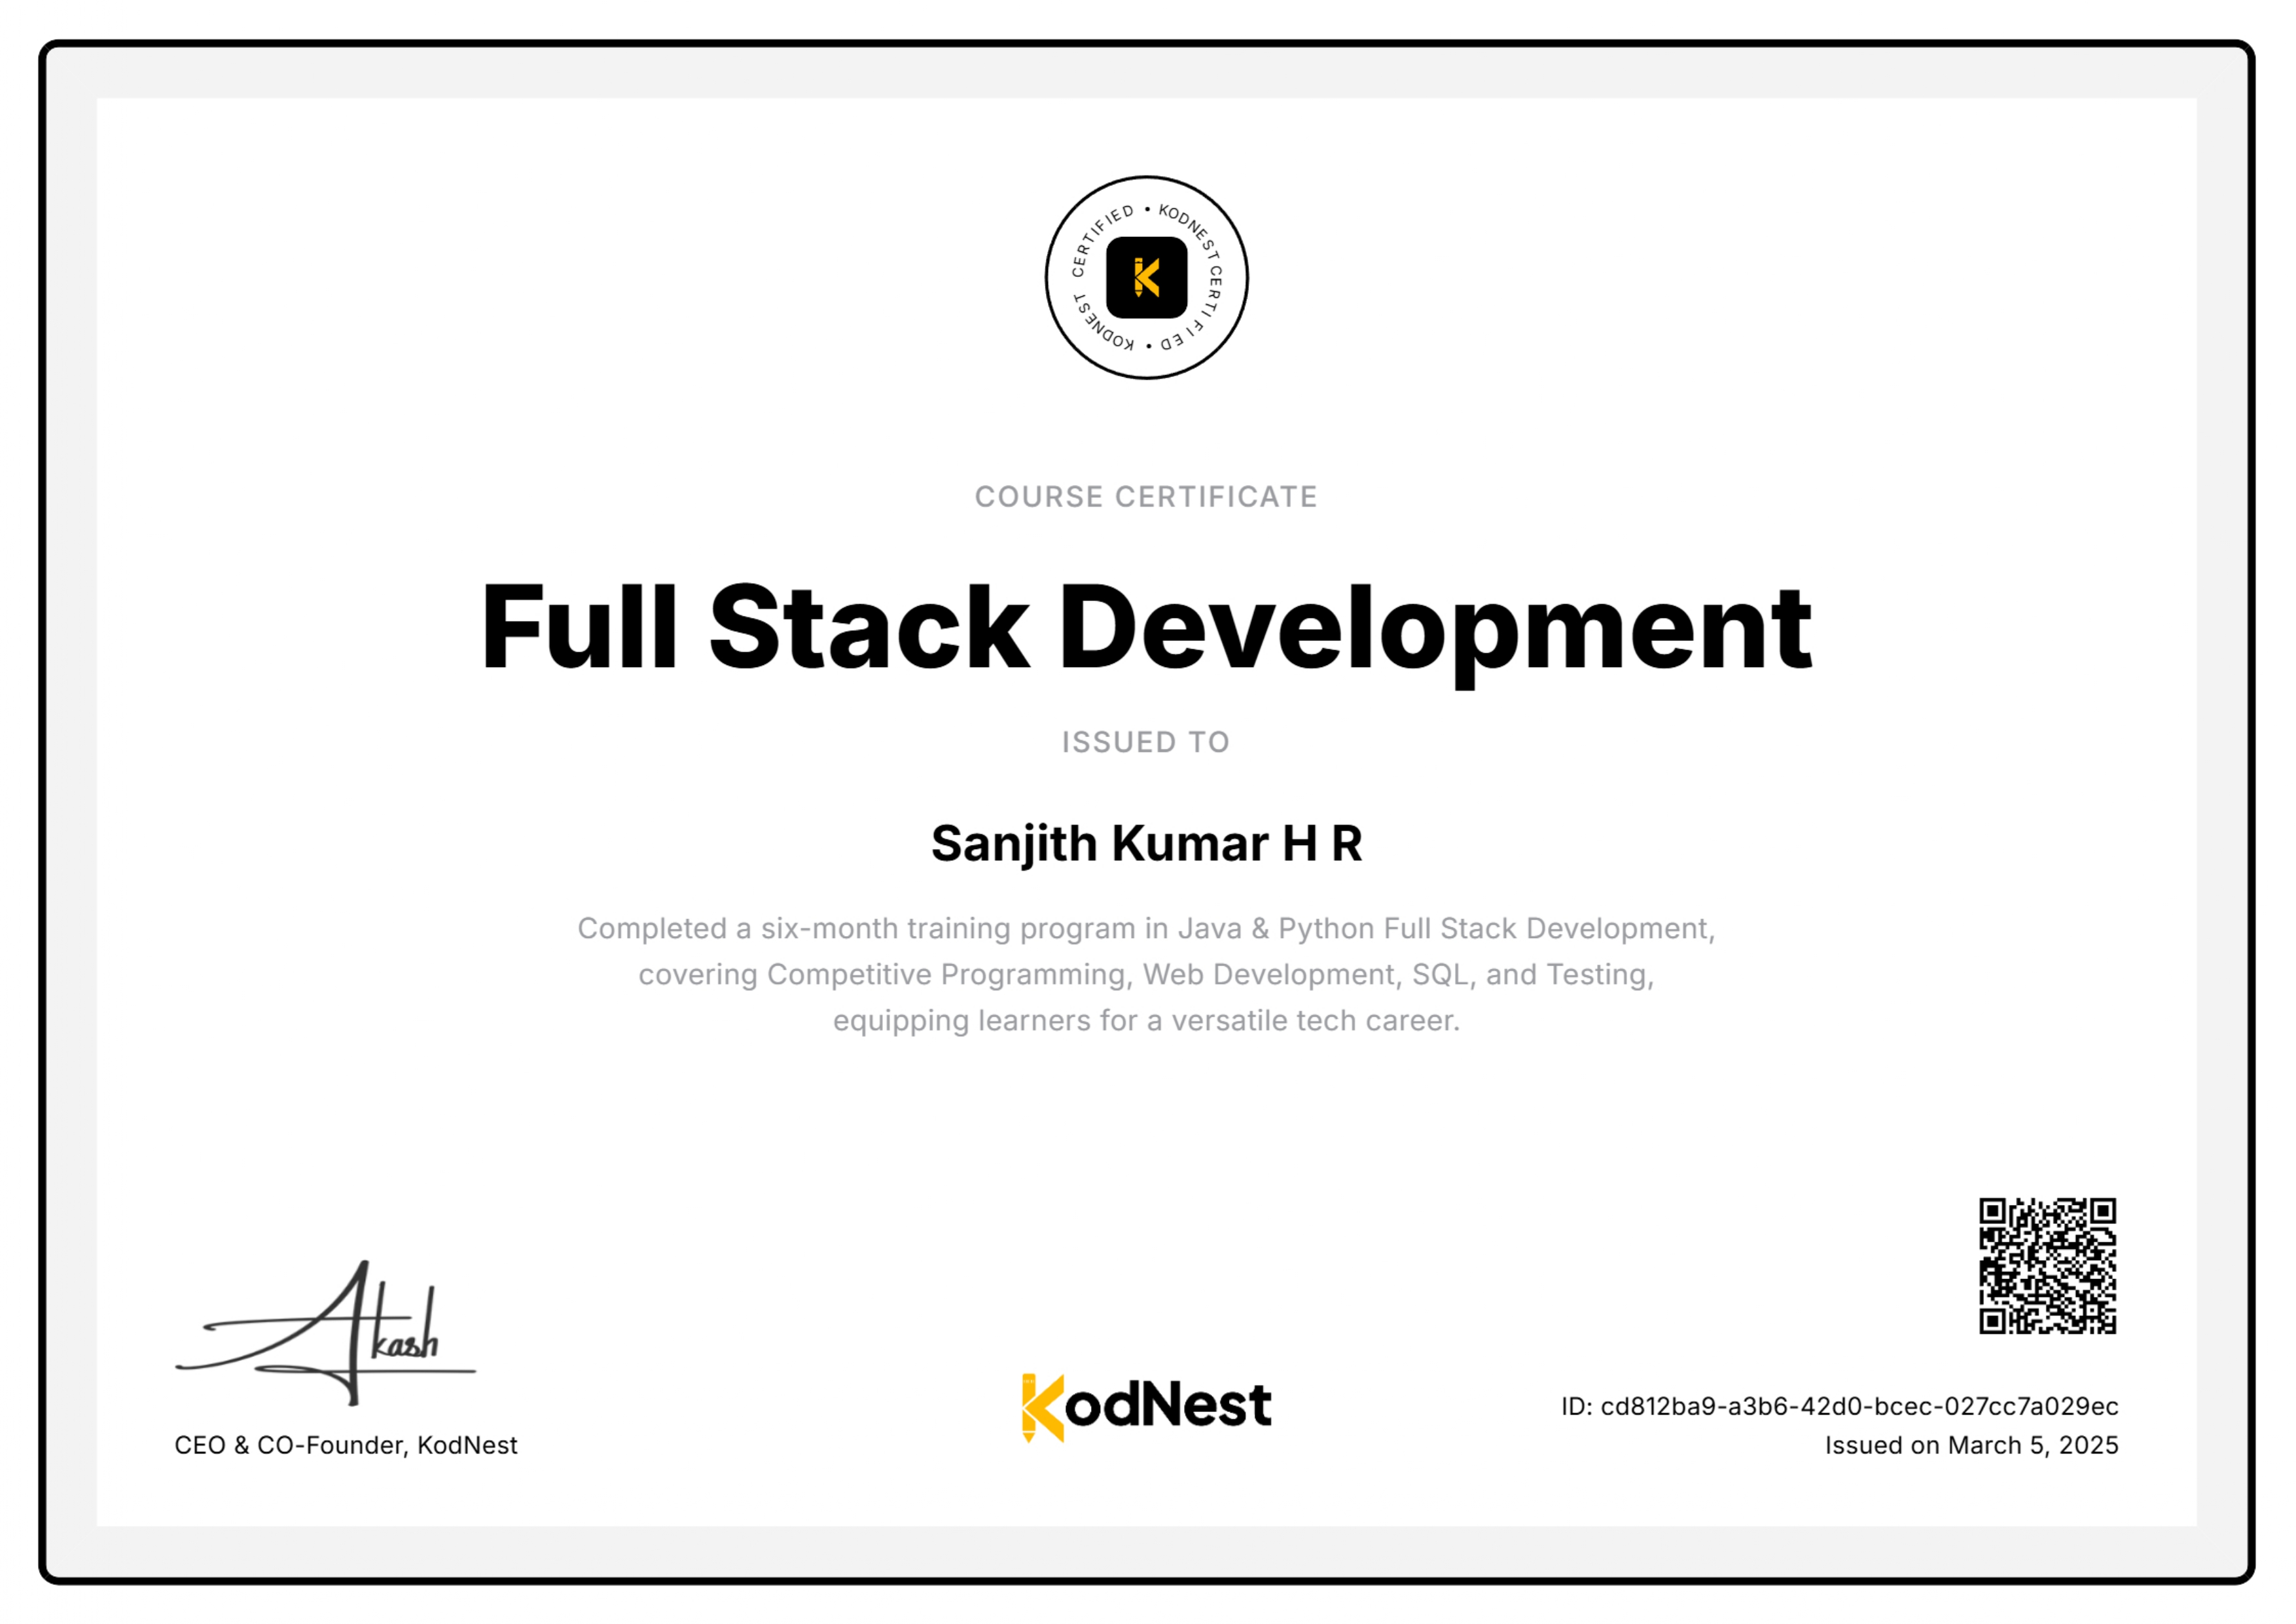 KODNEST CERTIFIED • KODNEST CERTIFIED •
K
COURSE CERTIFICATE
Full Stack Development
ISSUED TO
Sanjith Kumar H R
Completed a six-month training program in Java & Python Full Stack Development,
covering Competitive Programming, Web Development, SQL, and Testing,
equipping learners for a versatile tech career.
Akash
CEO & CO-Founder, KodNest
KodNest
ID: cd812ba9-a3b6-42d0-bcec-027cc7a029ec
Issued on March 5, 2025